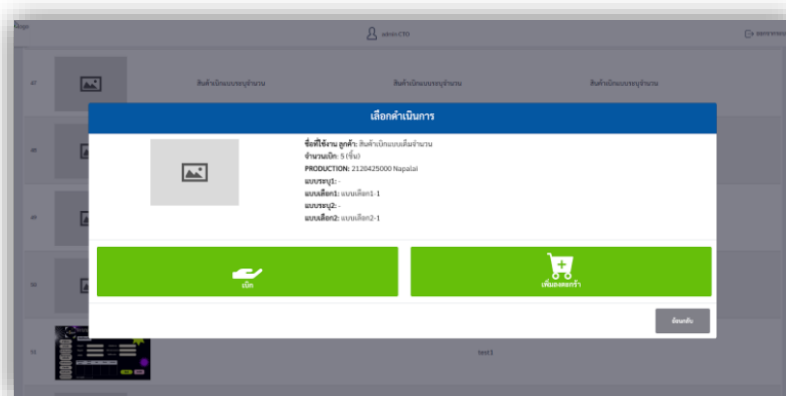 admin CTO
47
สินค้าเบิกแบบระบุจำนวน
สินค้าเบิกแบบระบุจำนวน
สินค้าเบิกแบบระบุจำนวน
เลือกดำเนินการ
ชื่อที่ใช้งาน ลูกค้า: สินค้าเบิกแบบเต็มจำนวน
จำนวนเบิก: 5 (ชิ้น)
PRODUCTION: 2120425000 Napalai
แบบระบุ1: -
แบบเลือก1: แบบเลือก1-1
แบบระบุ2: -
แบบเลือก2: แบบเลือก2-1
48
49
50
เบิก
เพิ่มลงตะกร้า
ย้อนกลับ
51
test1